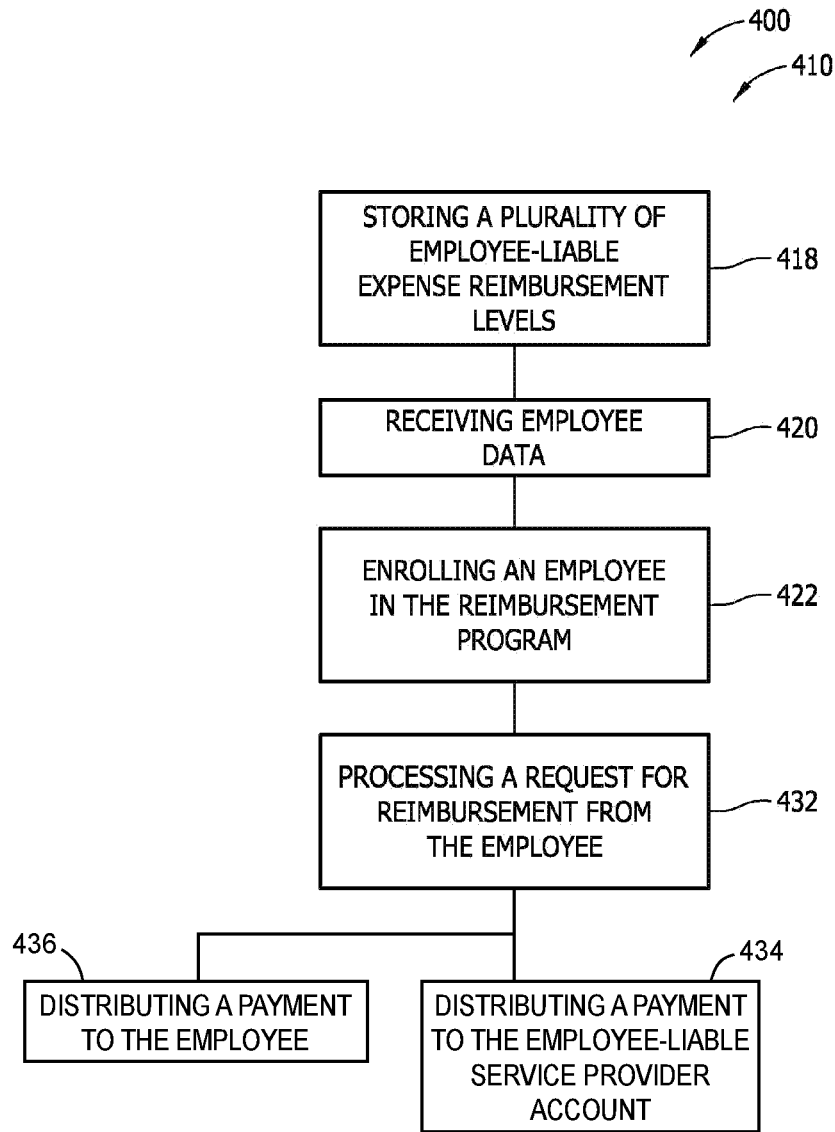 400
410
STORING A PLURALITY OF
EMPLOYEE-LIABLE
EXPENSE REIMBURSEMENT
LEVELS
418
RECEIVING EMPLOYEE
DATA
420
ENROLLING AN EMPLOYEE
IN THE REIMBURSEMENT
PROGRAM
422
PROCESSING A REQUEST FOR
REIMBURSEMENT FROM
THE EMPLOYEE
432
436
DISTRIBUTING A PAYMENT
TO THE EMPLOYEE
434
DISTRIBUTING A PAYMENT
TO THE EMPLOYEE-LIABLE
SERVICE PROVIDER
ACCOUNT